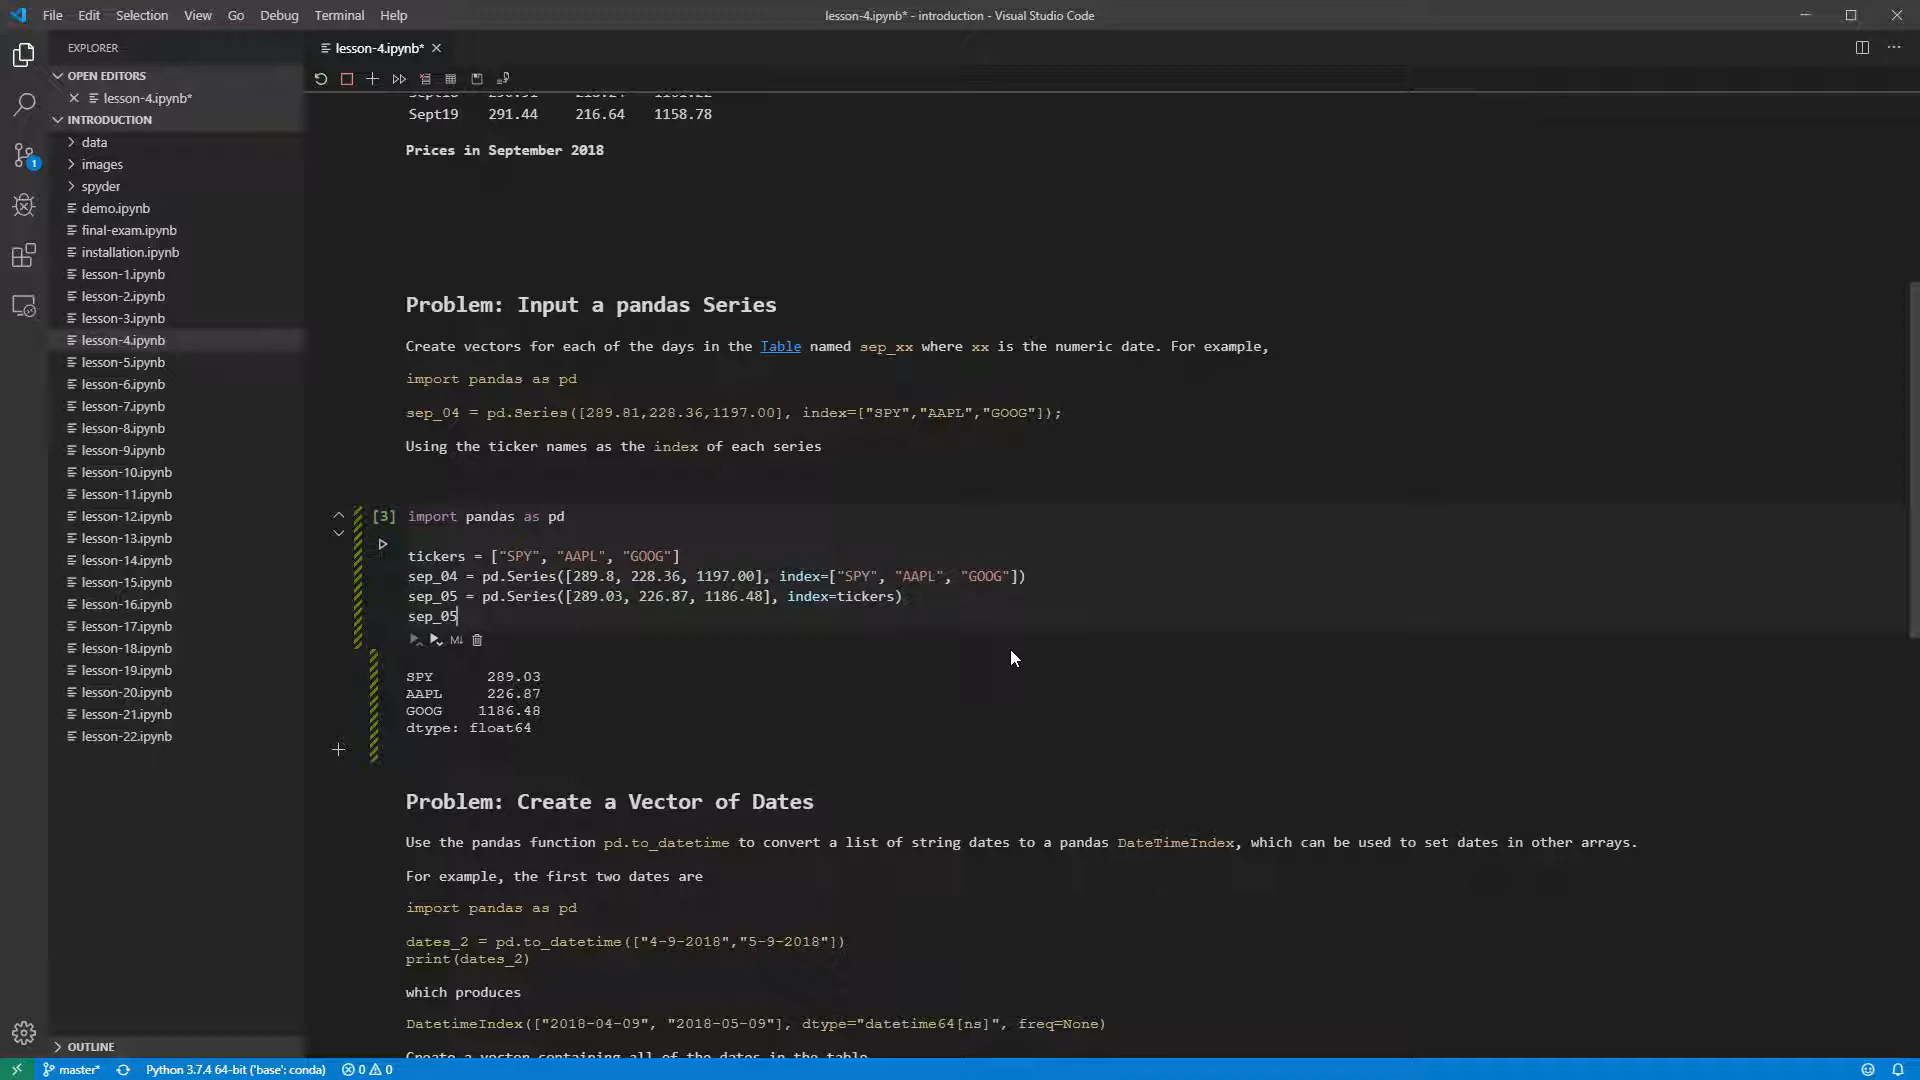 File Edit Selection View Go Debug Terminal Help
lesson-4.ipynb* - introduction - Visual Studio Code
EXPLORER
OPEN EDITORS
lesson-4.ipynb*
INTRODUCTION
data
images
spyder
demo.ipynb
final-exam.ipynb
installation.ipynb
lesson-1.ipynb
lesson-2.ipynb
lesson-3.ipynb
lesson-4.ipynb
lesson-5.ipynb
lesson-6.ipynb
lesson-7.ipynb
lesson-8.ipynb
lesson-9.ipynb
lesson-10.ipynb
lesson-11.ipynb
lesson-12.ipynb
lesson-13.ipynb
lesson-14.ipynb
lesson-15.ipynb
lesson-16.ipynb
lesson-17.ipynb
lesson-18.ipynb
lesson-19.ipynb
lesson-20.ipynb
lesson-21.ipynb
lesson-22.ipynb
OUTLINE
1
lesson-4.ipynb*
Sept19 291.44 216.64 1158.78
Prices in September 2018
Problem: Input a pandas Series
Create vectors for each of the days in the Table named sep_xx where xx is the numeric date. For example,
import pandas as pd
sep_04 = pd.Series([289.81,228.36,1197.00], index=["SPY","AAPL","GOOG"]);
Using the ticker names as the index of each series
[3] import pandas as pd
tickers = ["SPY", "AAPL", "GOOG"]
sep_04 = pd.Series([289.8, 228.36, 1197.00], index=["SPY", "AAPL", "GOOG"])
sep_05 = pd.Series([289.03, 226.87, 1186.48], index=tickers)
sep_05
M↓
SPY 289.03
AAPL 226.87
GOOG 1186.48
dtype: float64
Problem: Create a Vector of Dates
Use the pandas function pd.to_datetime to convert a list of string dates to a pandas DateTimeIndex, which can be used to set dates in other arrays.
For example, the first two dates are
import pandas as pd
dates_2 = pd.to_datetime(["4-9-2018","5-9-2018"])
print(dates_2)
which produces
DatetimeIndex(["2018-04-09", "2018-05-09"], dtype="datetime64[ns]", freq=None)
Create a vector containing all of the dates in the table
master* Python 3.7.4 64-bit ('base': conda) 0 0